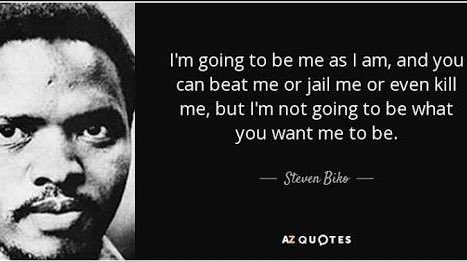 I'm going to be me as I am, and you
can beat me or jail me or even kill
me, but I'm not going to be what
you want me to be.
— Steven Biko —
AZ QUOTES